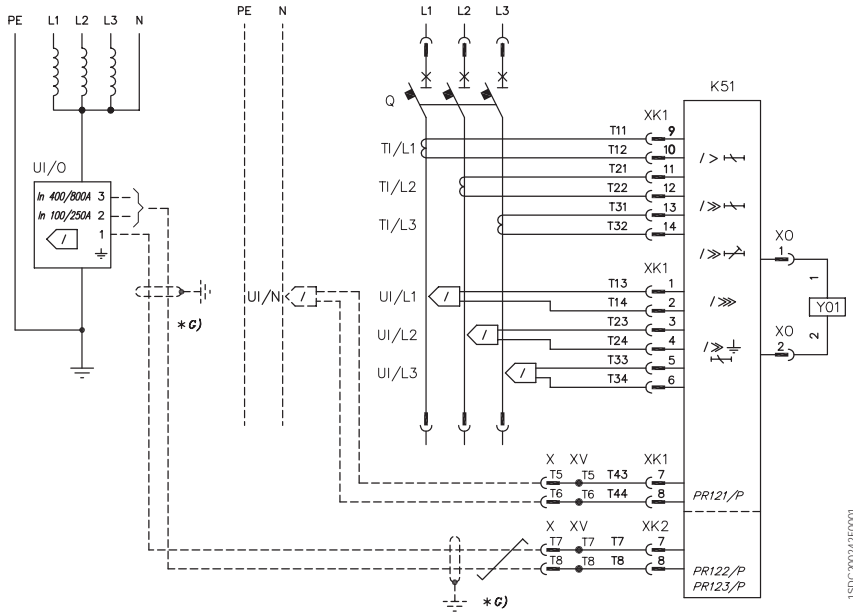 PE L1 L2 L3 N
PE N
L1 L2 L3
Q
K51
UI/O
In 400/800A 3
In 100/250A 2
/ 1
*G)
TI/L1
TI/L2
TI/L3
XK1
T11 9
T12 10
T21 11
T22 12
T31 13
T32 14
/>
/≫
/≫
/⋙
/≫
XO
1
1
Y01
2
XO
2
UI/N /
UI/L1 /
UI/L2 /
UI/L3 /
XK1
T13 1
T14 2
T23 3
T24 4
T33 5
T34 6
X XV XK1
T5 T5 T43 7
T6 T6 T44 8
PR121/P
X XV XK2
T7 T7 T7 7
T8 T8 T8 8
PR122/P
PR123/P
*G)
1SDC200242F0001